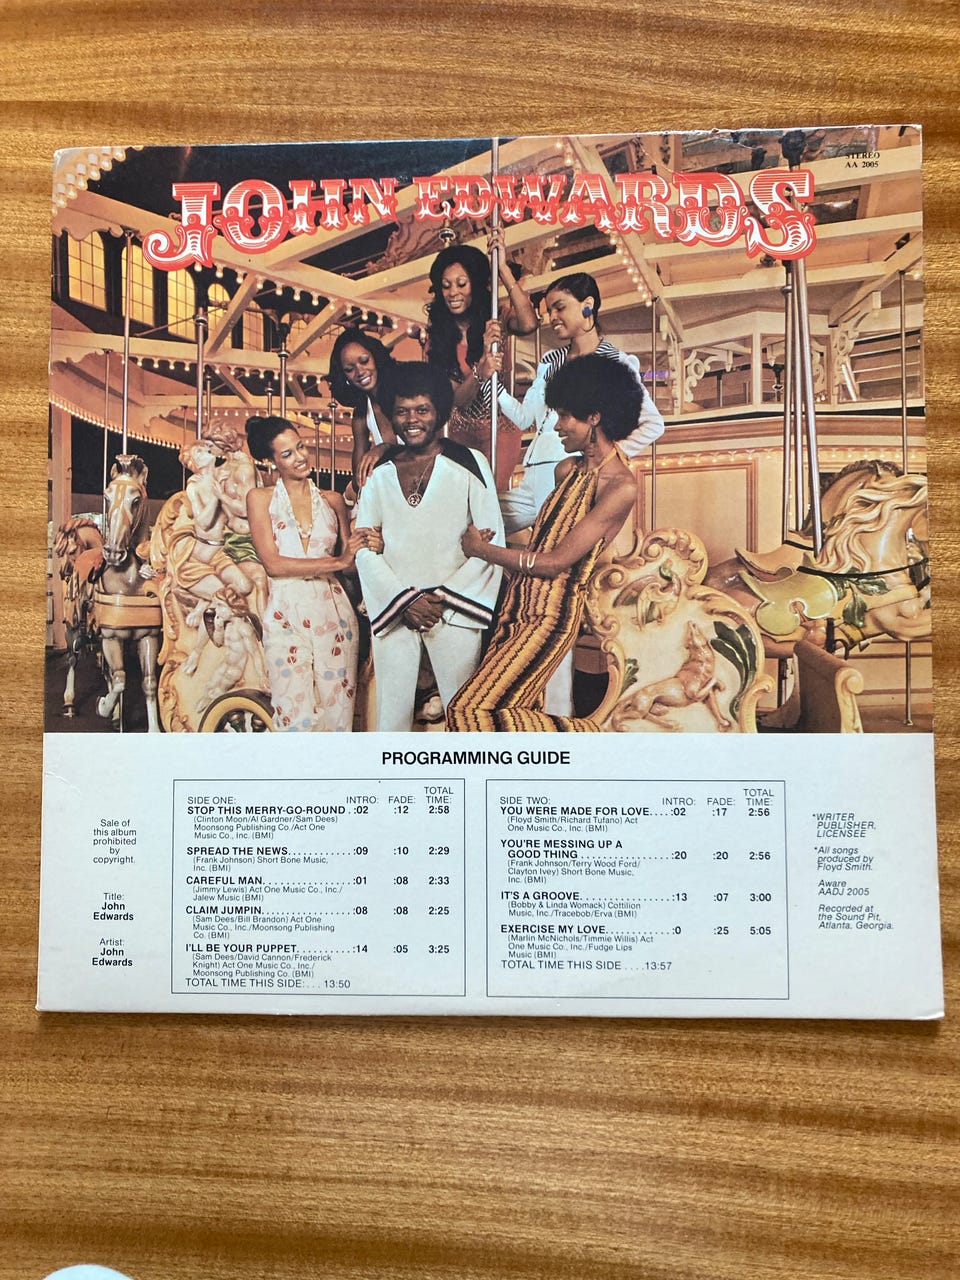 STEREO
AA 2005
JOHN EDWARDS
PROGRAMMING GUIDE
Sale of
this album
prohibited
by
copyright.
Title:
John
Edwards
Artist:
John
Edwards
SIDE ONE: INTRO: FADE: TOTAL TIME:
STOP THIS MERRY-GO-ROUND . :02 :12 2:58
(Clinton Moon/Al Gardner/Sam Dees)
Moonsong Publishing Co./Act One
Music Co., Inc. (BMI)
SPREAD THE NEWS............:09 :10 2:29
(Frank Johnson) Short Bone Music,
Inc. (BMI)
CAREFUL MAN................:01 :08 2:33
(Jimmy Lewis) Act One Music Co., Inc./
Jalew Music (BMI)
CLAIM JUMPIN................:08 :08 2:25
(Sam Dees/Bill Brandon) Act One
Music Co., Inc./Moonsong Publishing
Co. (BMI)
I'LL BE YOUR PUPPET..........:14 :05 3:25
(Sam Dees/David Cannon/Frederick
Knight) Act One Music Co., Inc./
Moonsong Publishing Co. (BMI)
TOTAL TIME THIS SIDE:... 13:50
SIDE TWO: INTRO: FADE: TOTAL TIME:
YOU WERE MADE FOR LOVE....:02 :17 2:56
(Floyd Smith/Richard Tufano) Act
One Music Co., Inc. (BMI)
YOU'RE MESSING UP A
GOOD THING ................:20 :20 2:56
(Frank Johnson/Terry Wood Ford/
Clayton Ivey) Short Bone Music,
Inc. (BMI)
IT'S A GROOVE...............:13 :07 3:00
(Bobby & Linda Womack) Cotillion
Music, Inc./Tracebob/Erva (BMI)
EXERCISE MY LOVE............:0 :25 5:05
(Marlin McNichols/Timmie Willis) Act
One Music Co., Inc./Fudge Lips
Music (BMI)
TOTAL TIME THIS SIDE ....13:57
*WRITER
PUBLISHER,
LICENSEE
*All songs
produced by
Floyd Smith.
Aware
AADJ 2005
Recorded at
the Sound Pit,
Atlanta, Georgia.